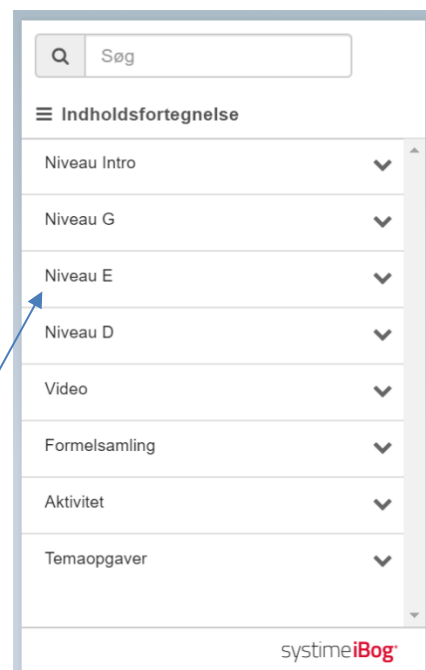 Søg
Indholdsfortegnelse
Niveau Intro
Niveau G
Niveau E
Niveau D
Video
Formelsamling
Aktivitet
Temaopgaver
systimeiBog